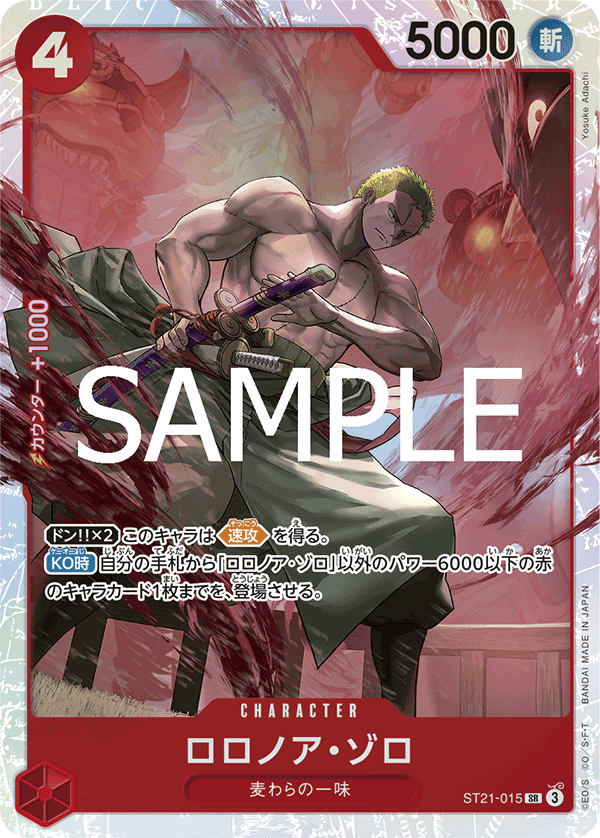 4
5000 斬
Yosuke Adachi
カウンター +1000
SAMPLE
ドン!!×2 このキャラは 速攻 を得る。
KO時 自分の手札から「ロロノア・ゾロ」以外のパワー6000以下の赤
のキャラカード1枚までを、登場させる。
CHARACTER
ロロノア・ゾロ
麦わらの一味
ST21-015 SR 3
©E.O/S ©O/S・F・T BANDAI MADE IN JAPAN